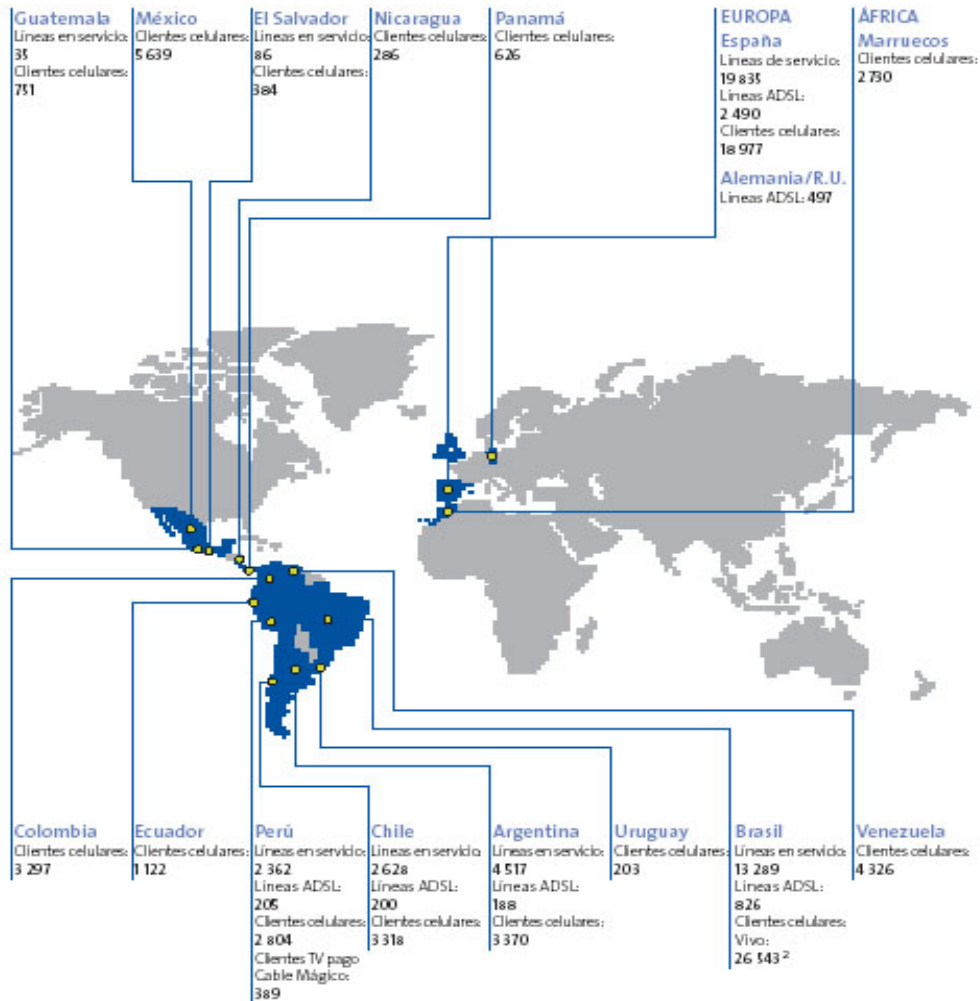 Guatemala
Líneas en servicio:
35
Clientes celulares:
751
México
Clientes celulares:
5 639
El Salvador
Líneas en servicio:
86
Clientes celulares:
384
Nicaragua
Clientes celulares:
286
Panamá
Clientes celulares:
626
EUROPA
España
Líneas de servicio:
19 835
Líneas ADSL:
2 490
Clientes celulares:
18 977
Alemania/R.U.
Líneas ADSL: 497
ÁFRICA
Marruecos
Clientes celulares:
2 730
Colombia
Clientes celulares:
3 297
Ecuador
Clientes celulares:
1 122
Perú
Líneas en servicio:
2 362
Líneas ADSL:
205
Clientes celulares:
2 804
Clientes TV pago
Cable Mágico:
389
Chile
Líneas en servicio:
2 628
Líneas ADSL:
200
Clientes celulares:
3 318
Argentina
Líneas en servicio:
4 517
Líneas ADSL:
188
Clientes celulares:
3 370
Uruguay
Clientes celulares:
203
Brasil
Líneas en servicio:
13 289
Líneas ADSL:
826
Clientes celulares:
Vivo:
26 543 ²
Venezuela
Clientes celulares:
4 326